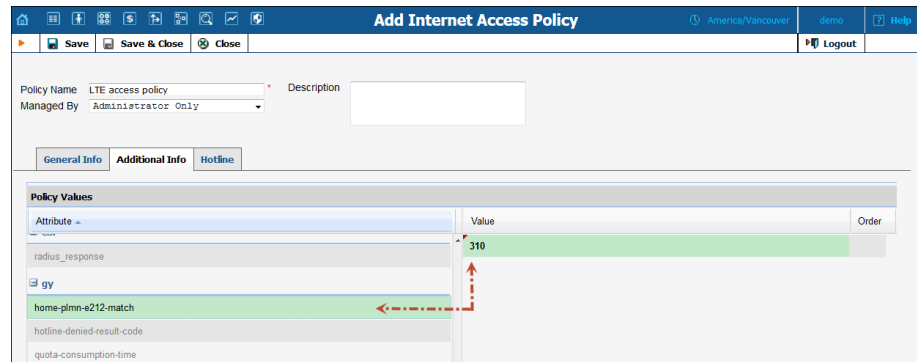 Add Internet Access Policy
America/Vancouver
demo
Help
Save
Save & Close
Close
Logout
Policy Name LTE access policy * Description
Managed By Administrator Only
General Info Additional Info Hotline
Policy Values
Attribute Value Order
310
radius_response
gy
home-plmn-e212-match
hotline-denied-result-code
quota-consumption-time